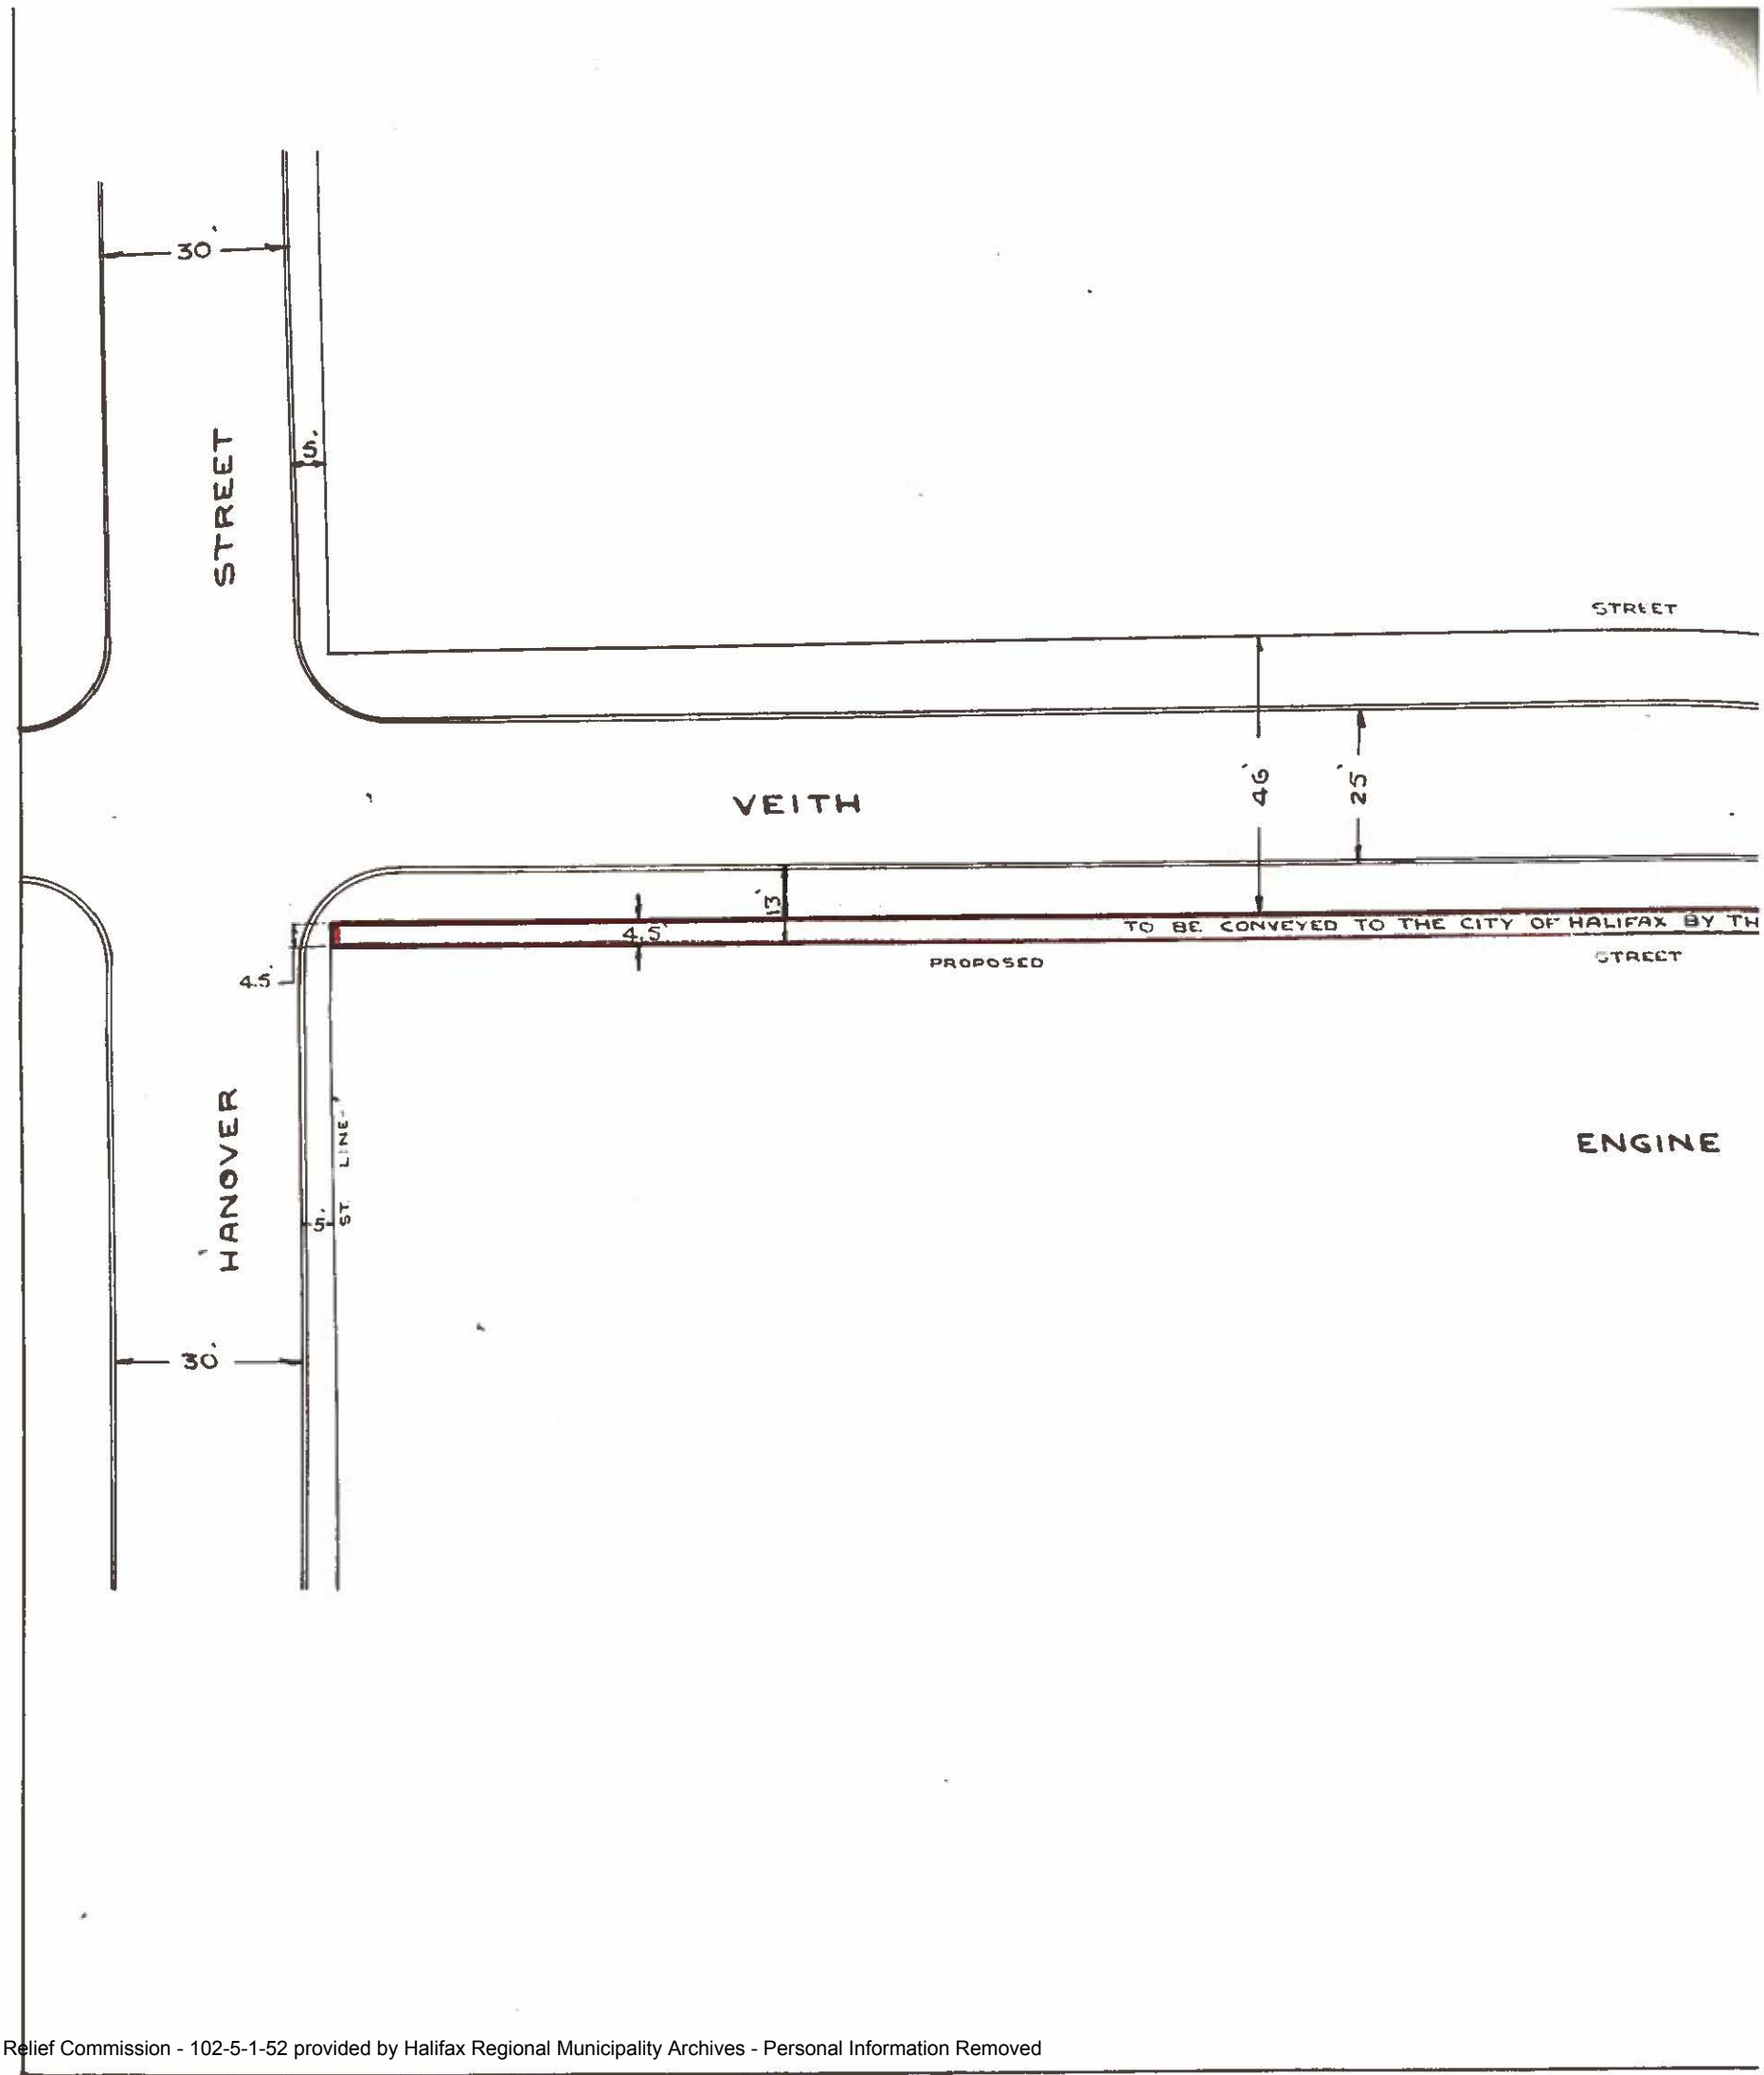 30'
STREET
5'
STREET
46'
25'
VEITH
13'
4.5'
TO BE CONVEYED TO THE CITY OF HALIFAX BY TH
4.5'
PROPOSED
STREET
HANOVER
ST. LINE
5'
ENGINE
30'
Relief Commission - 102-5-1-52 provided by Halifax Regional Municipality Archives - Personal Information Removed